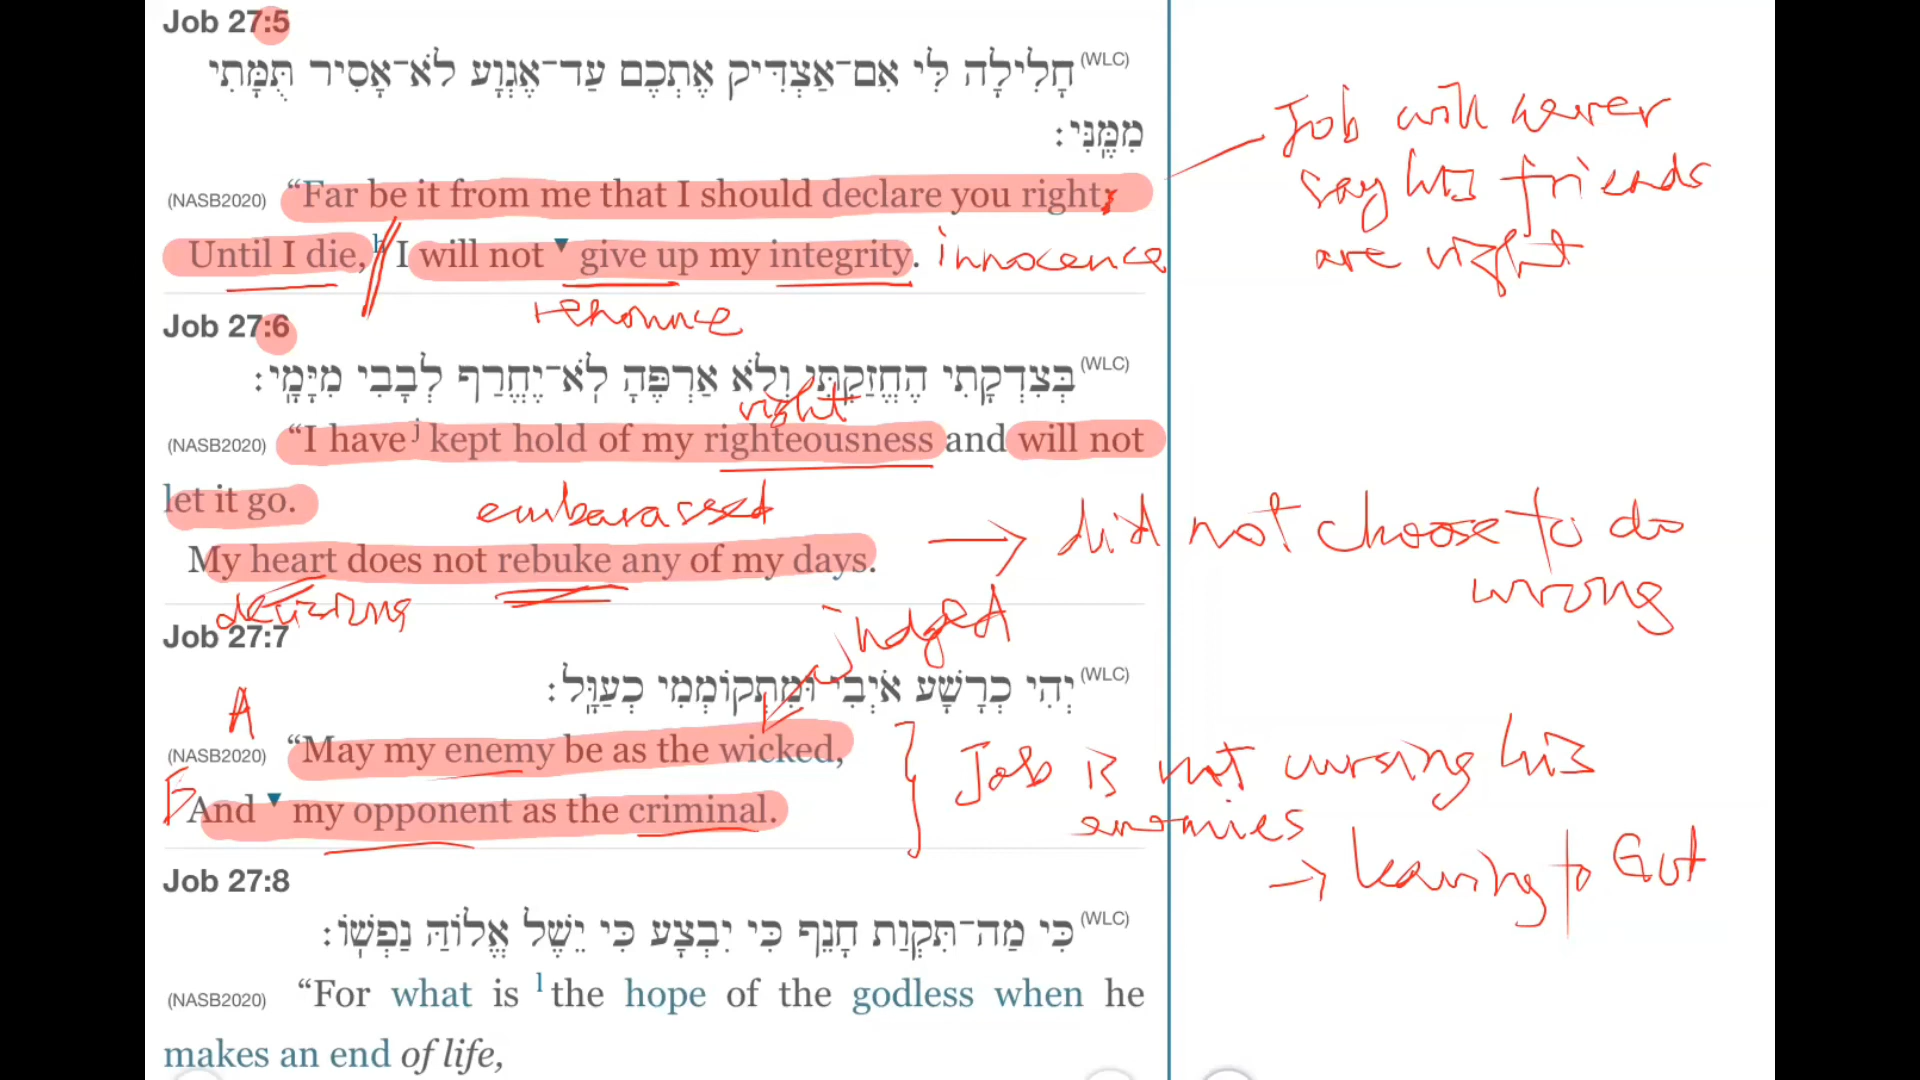 Job 27:5
חָלִילָה לִּי אִם־אַצְדִּיק אֶתְכֶם עַד־אֶגְוָע לֹא־אָסִיר תֻּמָּתִי (WLC)
מִמֶּנִּי׃
(NASB2020) “Far be it from me that I should declare you right;
Until I die, h I will not give up my integrity. innocence
renounce
Job will never
say his friends
are right
Job 27:6
בְּצִדְקָתִי הֶחֱזַקְתִּי וְלֹא אַרְפֶּהָ לֹא־יֶחֱרַף לְבָבִי מִיָּמָי׃ (WLC)
right
(NASB2020) “I have j kept hold of my righteousness and will not
let it go.
embarassed
My heart does not rebuke any of my days.
decisions
→ did not choose to do
wrong
Job 27:7
judged A
יְהִי כְרָשָׁע אֹיְבִי וּמִתְקוֹמְמִי כְעַוָּל׃ (WLC)
A
(NASB2020) “May my enemy be as the wicked,
B
And my opponent as the criminal.
Job is not cursing his
enemies
→ leaving to God
Job 27:8
כִּי מַה־תִּקְוַת חָנֵף כִּי יִבְצָע כִּי יֵשֶׁל אֱלוֹהַּ נַפְשׁוֹ׃ (WLC)
(NASB2020) “For what is l the hope of the godless when he
makes an end of life,